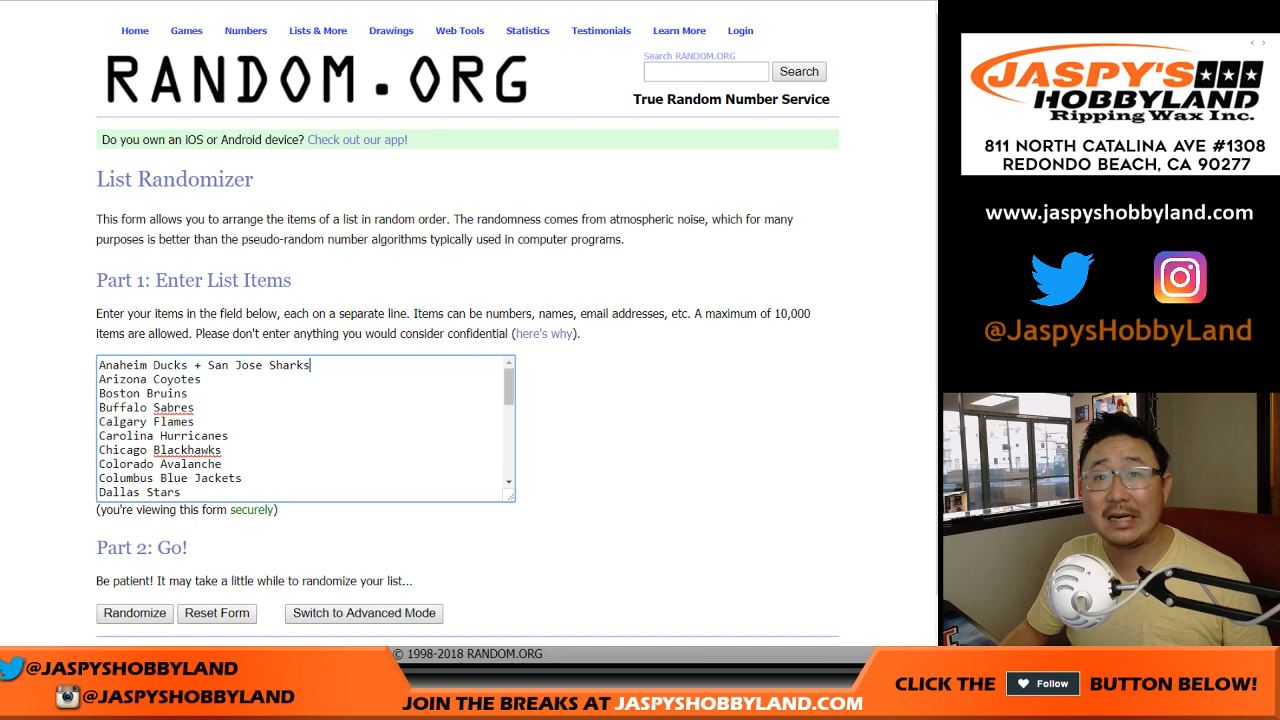 Home Games Numbers Lists & More Drawings Web Tools Statistics Testimonials Learn More Login
RANDOM.ORG
Search RANDOM.ORG
Search
True Random Number Service
Do you own an iOS or Android device? Check out our app!
List Randomizer
This form allows you to arrange the items of a list in random order. The randomness comes from atmospheric noise, which for many
purposes is better than the pseudo-random number algorithms typically used in computer programs.
Part 1: Enter List Items
Enter your items in the field below, each on a separate line. Items can be numbers, names, email addresses, etc. A maximum of 10,000
items are allowed. Please don't enter anything you would consider confidential (here's why).
Anaheim Ducks + San Jose Sharks
Arizona Coyotes
Boston Bruins
Buffalo Sabres
Calgary Flames
Carolina Hurricanes
Chicago Blackhawks
Colorado Avalanche
Columbus Blue Jackets
Dallas Stars
(you're viewing this form securely)
Part 2: Go!
Be patient! It may take a little while to randomize your list...
Randomize Reset Form Switch to Advanced Mode
© 1998-2018 RANDOM.ORG
JASPY'S
HOBBYLAND
Ripping Wax Inc.
811 NORTH CATALINA AVE #1308
REDONDO BEACH, CA 90277
www.jaspyshobbyland.com
@JaspysHobbyLand
@JASPYSHOBBYLAND
@JASPYSHOBBYLAND
JOIN THE BREAKS AT JASPYSHOBBYLAND.COM
CLICK THE Follow BUTTON BELOW!